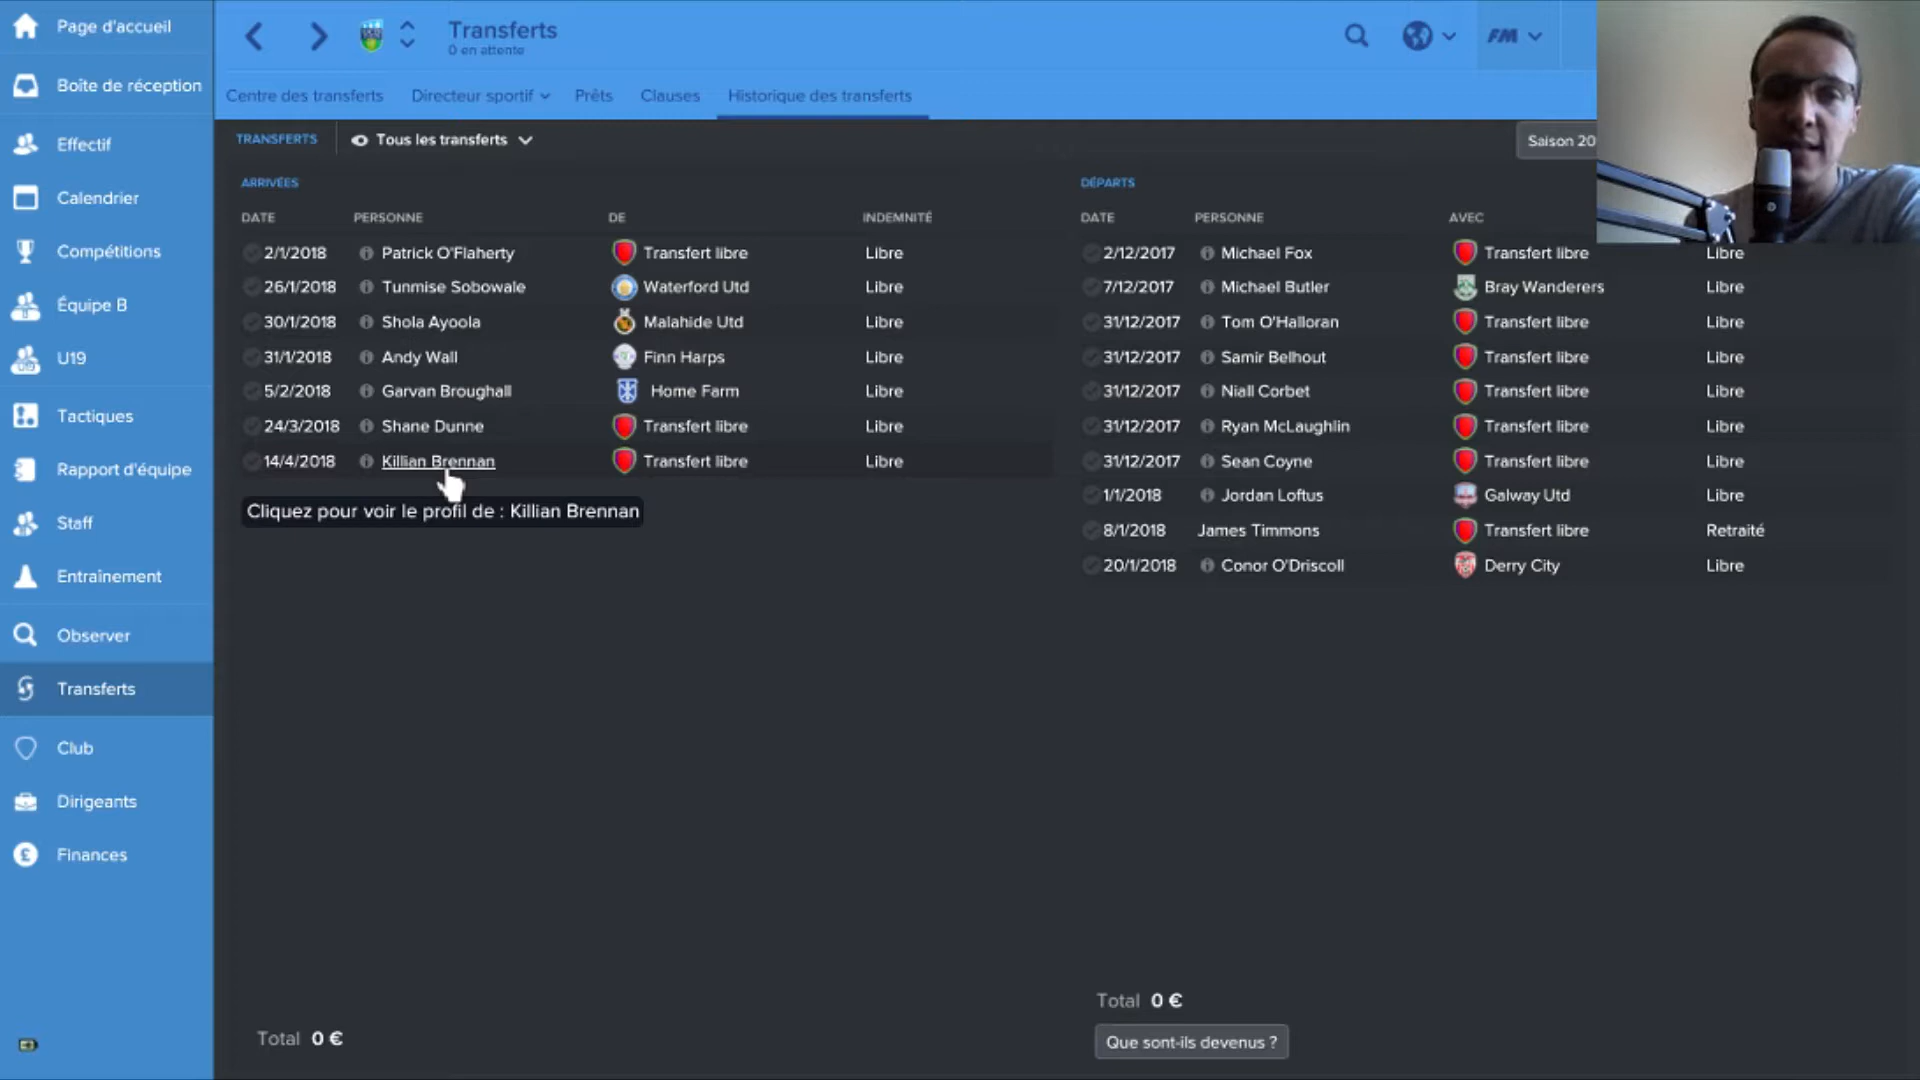 Page d'accueil
Boîte de réception
Effectif
Calendrier
Compétitions
Équipe B
U19
Tactiques
Rapport d'équipe
Staff
Entraînement
Observer
Transferts
Club
Dirigeants
Finances
Transferts
0 en attente
FM
Centre des transferts Directeur sportif Prêts Clauses Historique des transferts
TRANSFERTS Tous les transferts Saison 20
ARRIVÉES
DATE PERSONNE DE INDEMNITÉ
2/1/2018 Patrick O'Flaherty Transfert libre Libre
26/1/2018 Tunmise Sobowale Waterford Utd Libre
30/1/2018 Shola Ayoola Malahide Utd Libre
31/1/2018 Andy Wall Finn Harps Libre
5/2/2018 Garvan Broughall Home Farm Libre
24/3/2018 Shane Dunne Transfert libre Libre
14/4/2018 Killian Brennan Transfert libre Libre
Cliquez pour voir le profil de : Killian Brennan
Total 0 €
DÉPARTS
DATE PERSONNE AVEC
2/12/2017 Michael Fox Transfert libre Libre
7/12/2017 Michael Butler Bray Wanderers Libre
31/12/2017 Tom O'Halloran Transfert libre Libre
31/12/2017 Samir Belhout Transfert libre Libre
31/12/2017 Niall Corbet Transfert libre Libre
31/12/2017 Ryan McLaughlin Transfert libre Libre
31/12/2017 Sean Coyne Transfert libre Libre
1/1/2018 Jordan Loftus Galway Utd Libre
8/1/2018 James Timmons Transfert libre Retraité
20/1/2018 Conor O'Driscoll Derry City Libre
Total 0 €
Que sont-ils devenus ?